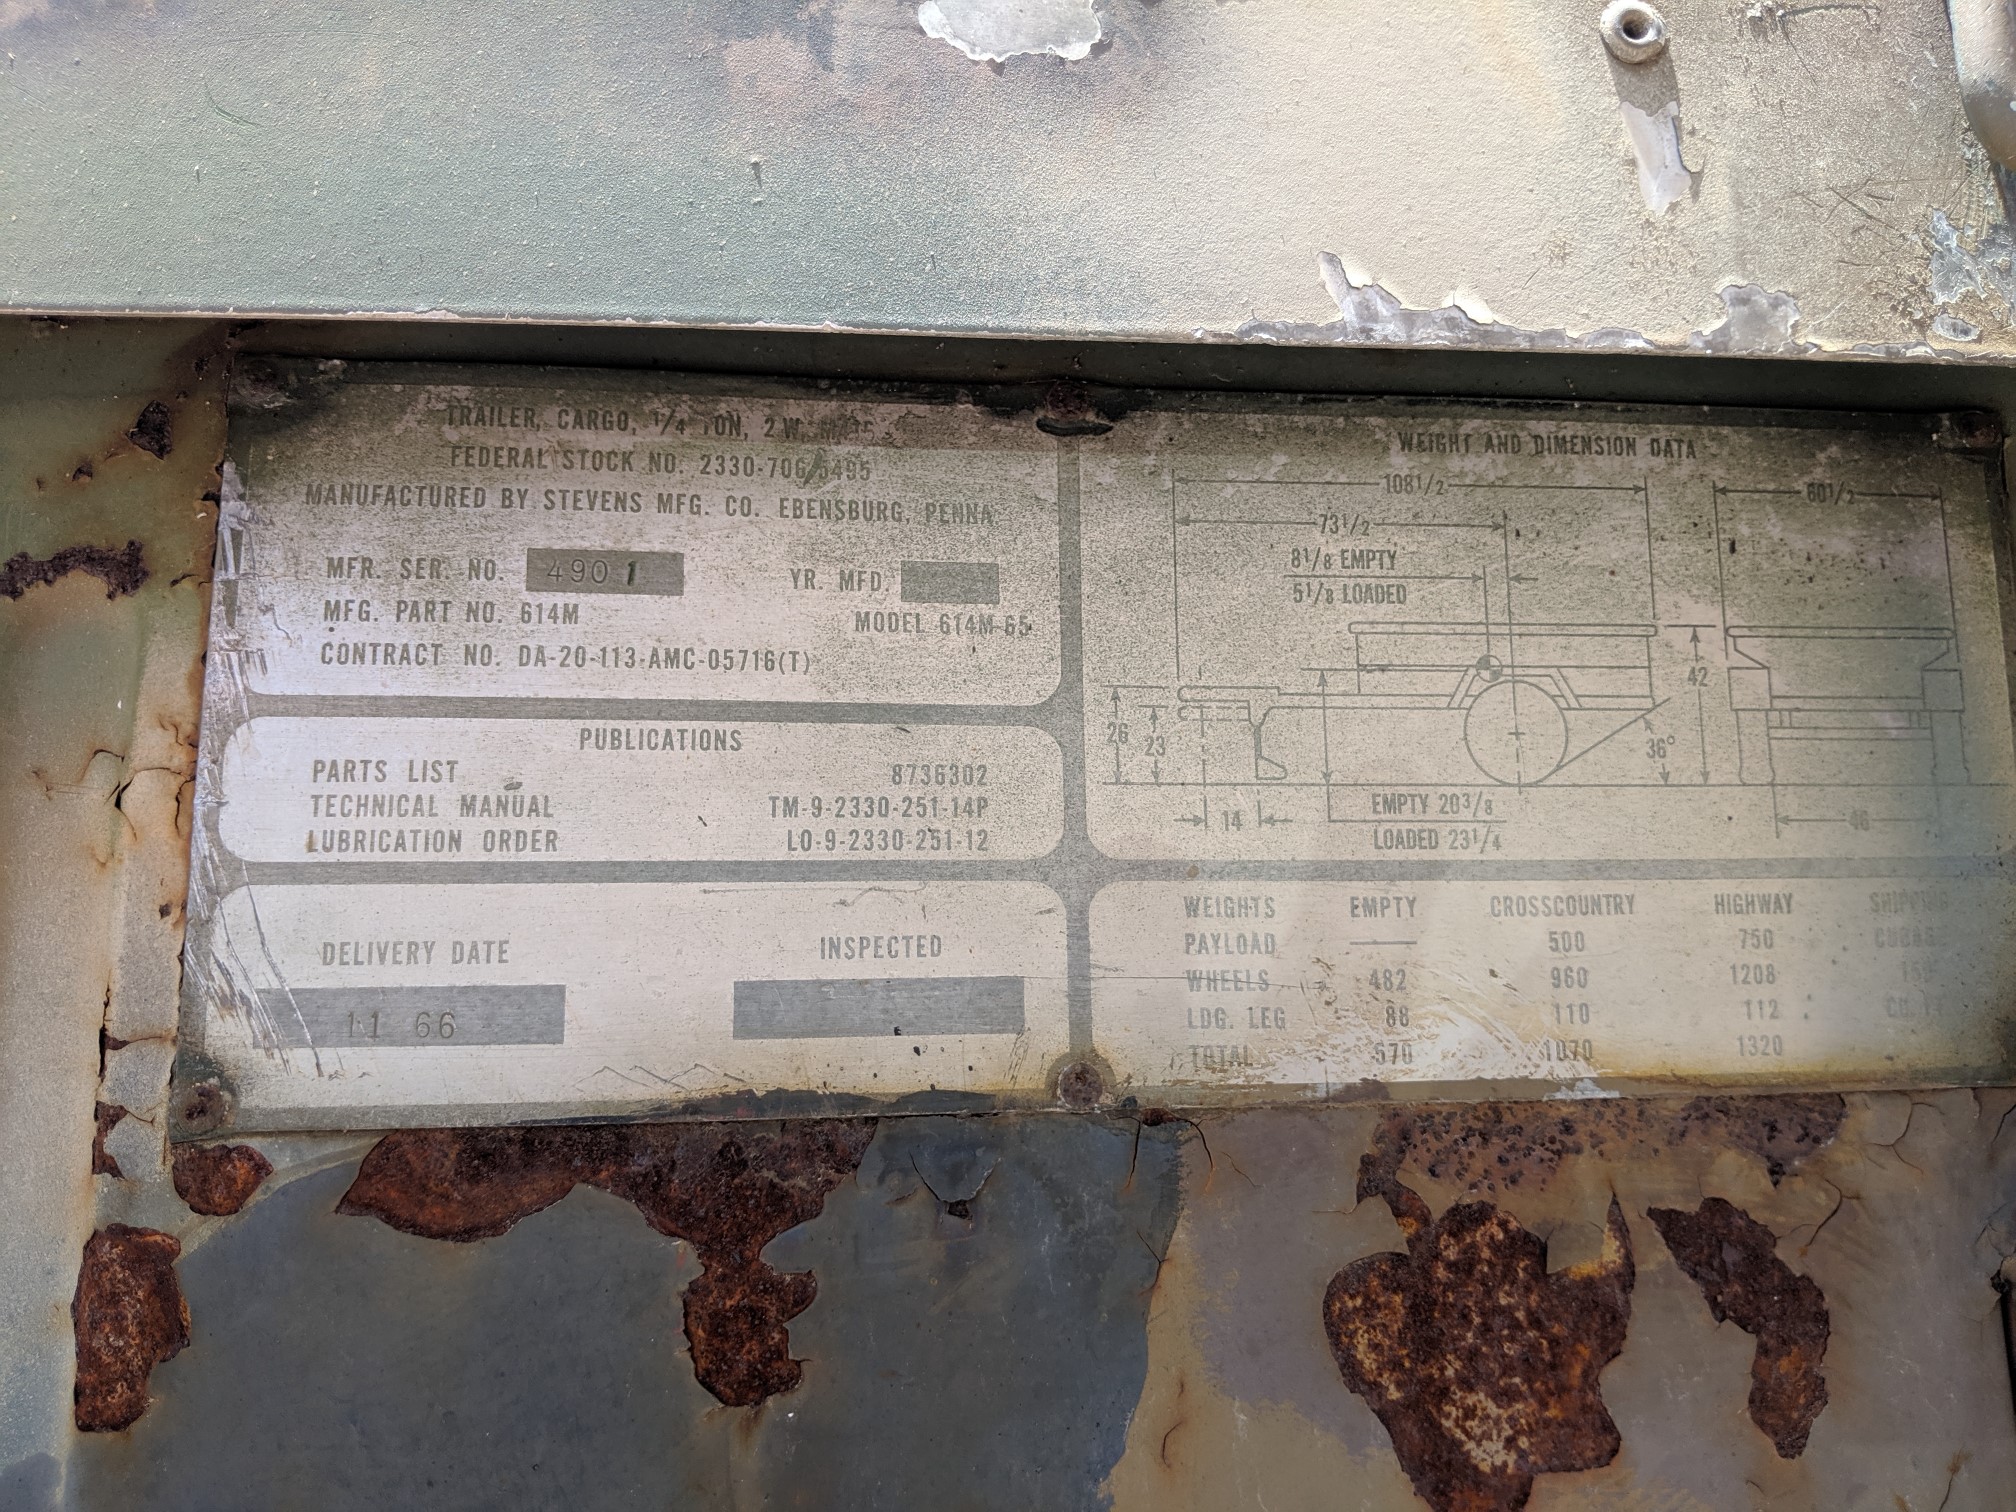 TRAILER, CARGO, 1/4 TON, 2 W,
FEDERAL STOCK NO. 2330-706-5495
MANUFACTURED BY STEVENS MFG. CO. EBENSBURG, PENNA.
MFR. SER. NO. 4901 YR. MFD.
MFG. PART NO. 614M MODEL 614M-65
CONTRACT NO. DA-20-113-AMC-05716(T)
PUBLICATIONS
PARTS LIST 8736302
TECHNICAL MANUAL TM-9-2330-251-14P
LUBRICATION ORDER LO-9-2330-251-12
DELIVERY DATE INSPECTED
11 66
WEIGHT AND DIMENSION DATA
108 1/2 60 1/2
73 1/2
8 1/8 EMPTY
5 1/8 LOADED
42
26 23 36°
14 EMPTY 20 3/8 46
LOADED 23 1/4
WEIGHTS EMPTY CROSSCOUNTRY HIGHWAY SHIPPING
PAYLOAD — 500 750 CUBAGE
WHEELS 482 960 1208
LDG. LEG 88 110 112 CU. FT
TOTAL 570 1070 1320